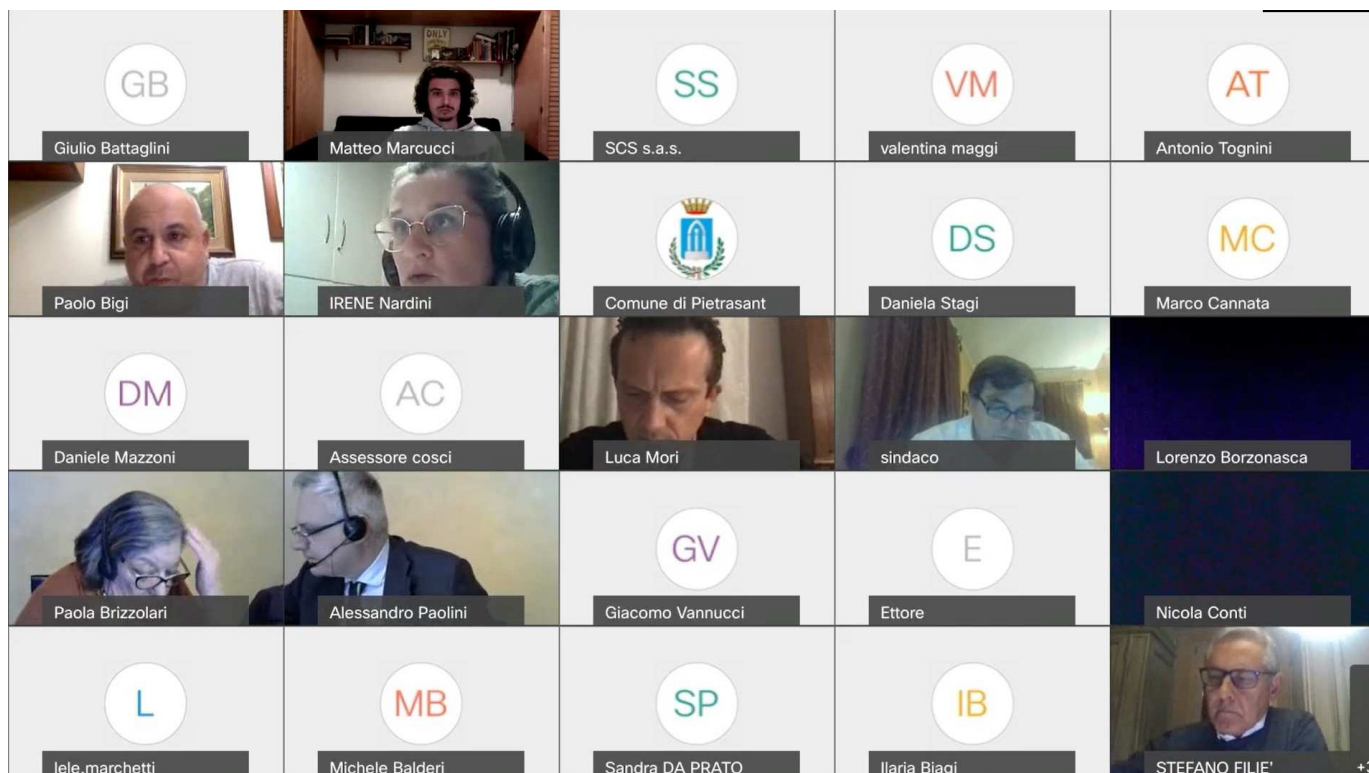 GB
Giulio Battaglini
ONLY
Matteo Marcucci
SS
SCS s.a.s.
VM
valentina maggi
AT
Antonio Tognini
Paolo Bigi
IRENE Nardini
Comune di Pietrasant
DS
Daniela Stagi
MC
Marco Cannata
DM
Daniele Mazzoni
AC
Assessore cosci
Luca Mori
sindaco
Lorenzo Borzonasca
Paola Brizzolari
Alessandro Paolini
GV
Giacomo Vannucci
E
Ettore
Nicola Conti
L
lele.marchetti
MB
Michele Balderi
SP
Sandra DA PRATO
IB
Ilaria Biagi
STEFANO FILIE'